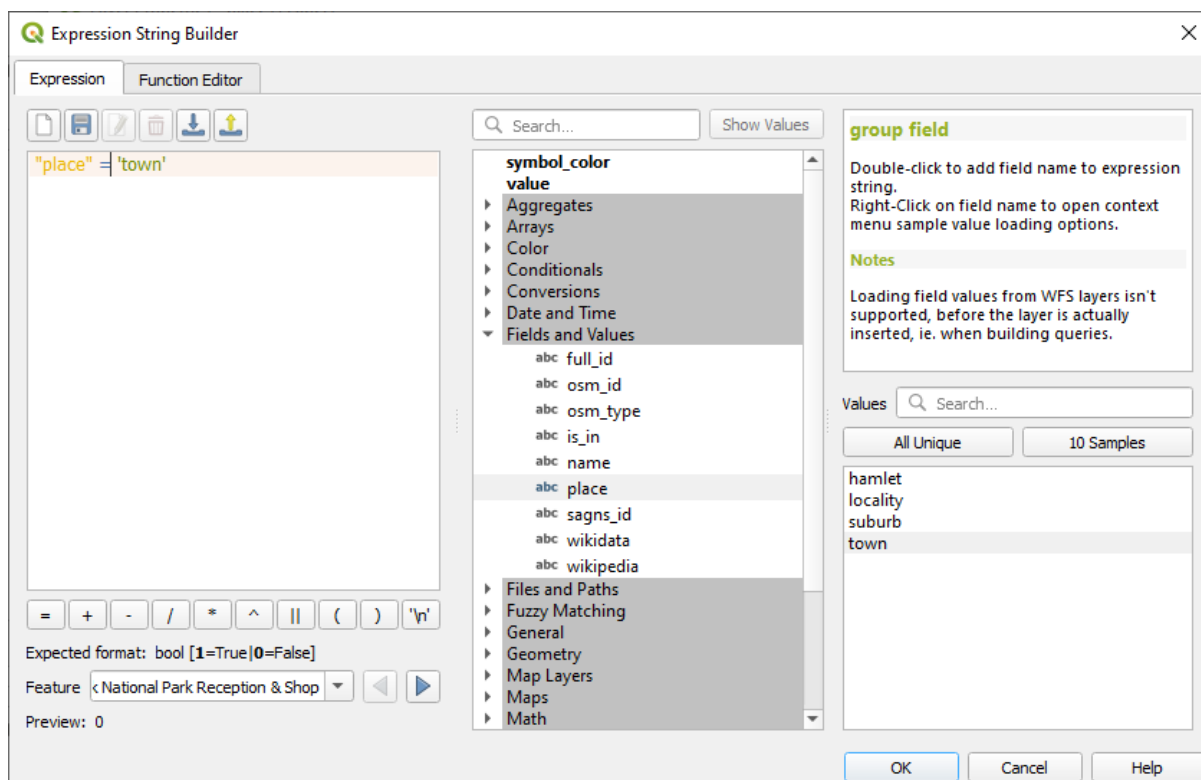 Expression String Builder
Expression
Function Editor
"place" = 'town'
= + - / * ^ || ( ) '\n'
Expected format: bool [1=True|0=False]
Feature
‹ National Park Reception & Shop
Preview: 0
Search...
Show Values
symbol_color
value
Aggregates
Arrays
Color
Conditionals
Conversions
Date and Time
Fields and Values
abc full_id
abc osm_id
abc osm_type
abc is_in
abc name
abc place
abc sagns_id
abc wikidata
abc wikipedia
Files and Paths
Fuzzy Matching
General
Geometry
Map Layers
Maps
Math
group field
Double-click to add field name to expression
string.
Right-Click on field name to open context
menu sample value loading options.
Notes
Loading field values from WFS layers isn't
supported, before the layer is actually
inserted, ie. when building queries.
Values
Search...
All Unique
10 Samples
hamlet
locality
suburb
town
OK
Cancel
Help